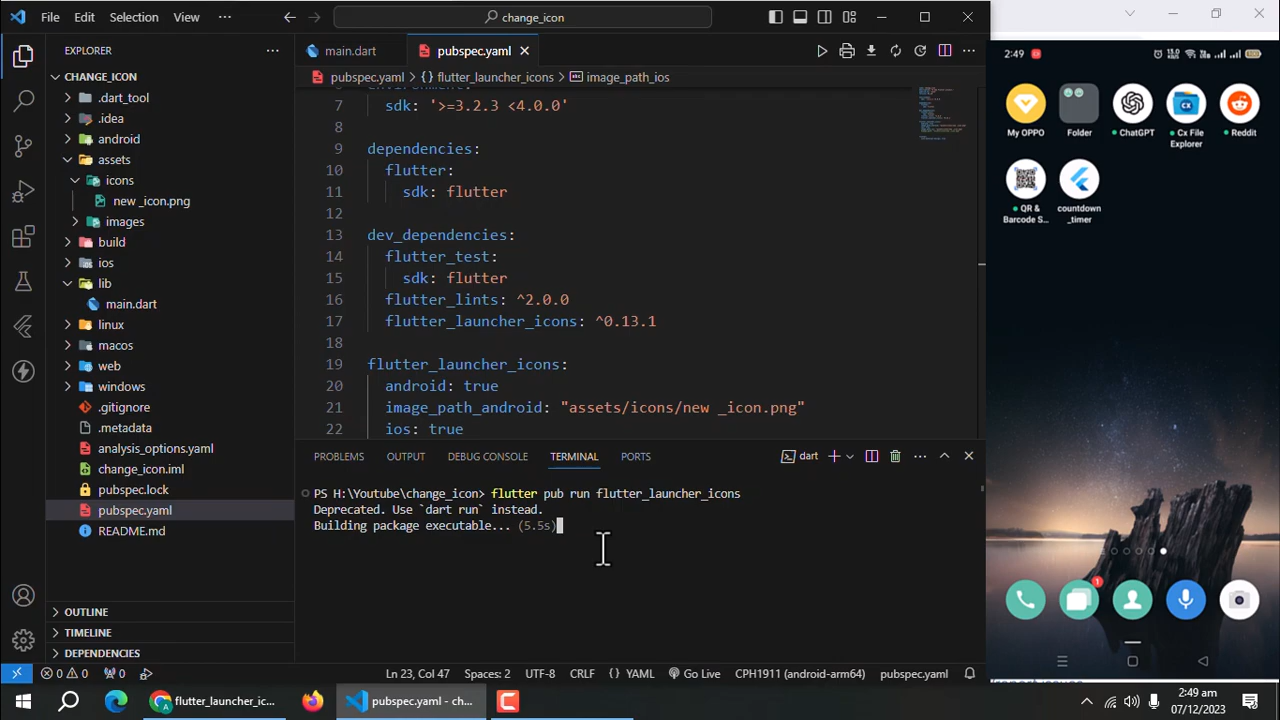 File Edit Selection View ··· change_icon
EXPLORER ···
CHANGE_ICON
.dart_tool
.idea
android
assets
icons
new _icon.png
images
build
ios
lib
main.dart
linux
macos
web
windows
.gitignore
.metadata
analysis_options.yaml
change_icon.iml
pubspec.lock
pubspec.yaml
README.md
OUTLINE
TIMELINE
DEPENDENCIES
main.dart pubspec.yaml
pubspec.yaml {} flutter_launcher_icons abc image_path_ios
7 sdk: '>=3.2.3 <4.0.0'
8
9 dependencies:
10 flutter:
11 sdk: flutter
12
13 dev_dependencies:
14 flutter_test:
15 sdk: flutter
16 flutter_lints: ^2.0.0
17 flutter_launcher_icons: ^0.13.1
18
19 flutter_launcher_icons:
20 android: true
21 image_path_android: "assets/icons/new _icon.png"
22 ios: true
PROBLEMS OUTPUT DEBUG CONSOLE TERMINAL PORTS dart
PS H:\Youtube\change_icon> flutter pub run flutter_launcher_icons
Deprecated. Use `dart run` instead.
Building package executable... (5.5s)
0 0 0 Ln 23, Col 47 Spaces: 2 UTF-8 CRLF {} YAML Go Live CPH1911 (android-arm64) pubspec.yaml
flutter_launcher_ic... pubspec.yaml - ch... 2:49 am
07/12/2023
2:49
My OPPO Folder ChatGPT Cx File Explorer Reddit
QR & Barcode S... countdown _timer
1